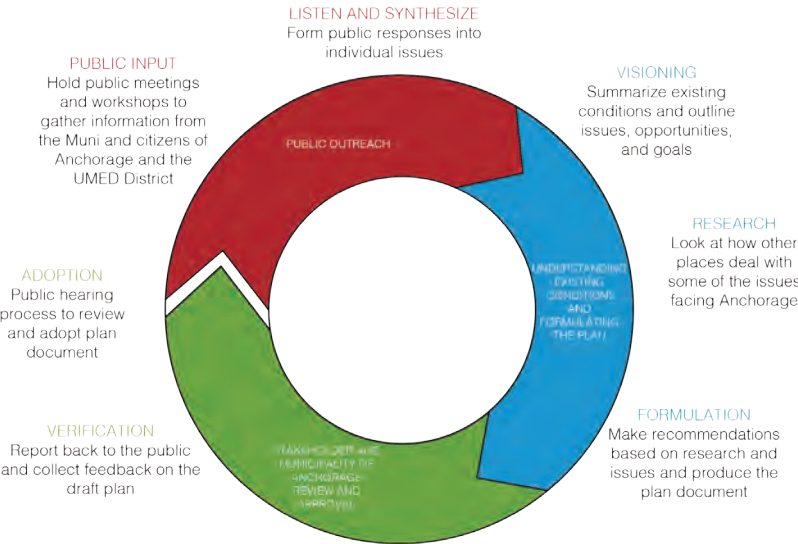 LISTEN AND SYNTHESIZE
Form public responses into
individual issues
PUBLIC INPUT
Hold public meetings
and workshops to
gather information from
the Muni and citizens of
Anchorage and the
UMED District
VISIONING
Summarize existing
conditions and outline
issues, opportunities,
and goals
PUBLIC OUTREACH
RESEARCH
Look at how other
places deal with
some of the issues
facing Anchorage
UNDERSTANDING
EXISTING
CONDITIONS
AND
FORMULATING
THE PLAN
ADOPTION
Public hearing
process to review
and adopt plan
document
FORMULATION
Make recommendations
based on research and
issues and produce the
plan document
VERIFICATION
Report back to the public
and collect feedback on the
draft plan
STAKEHOLDER AND
MUNICIPALITY OF
ANCHORAGE
REVIEW AND
APPROVAL